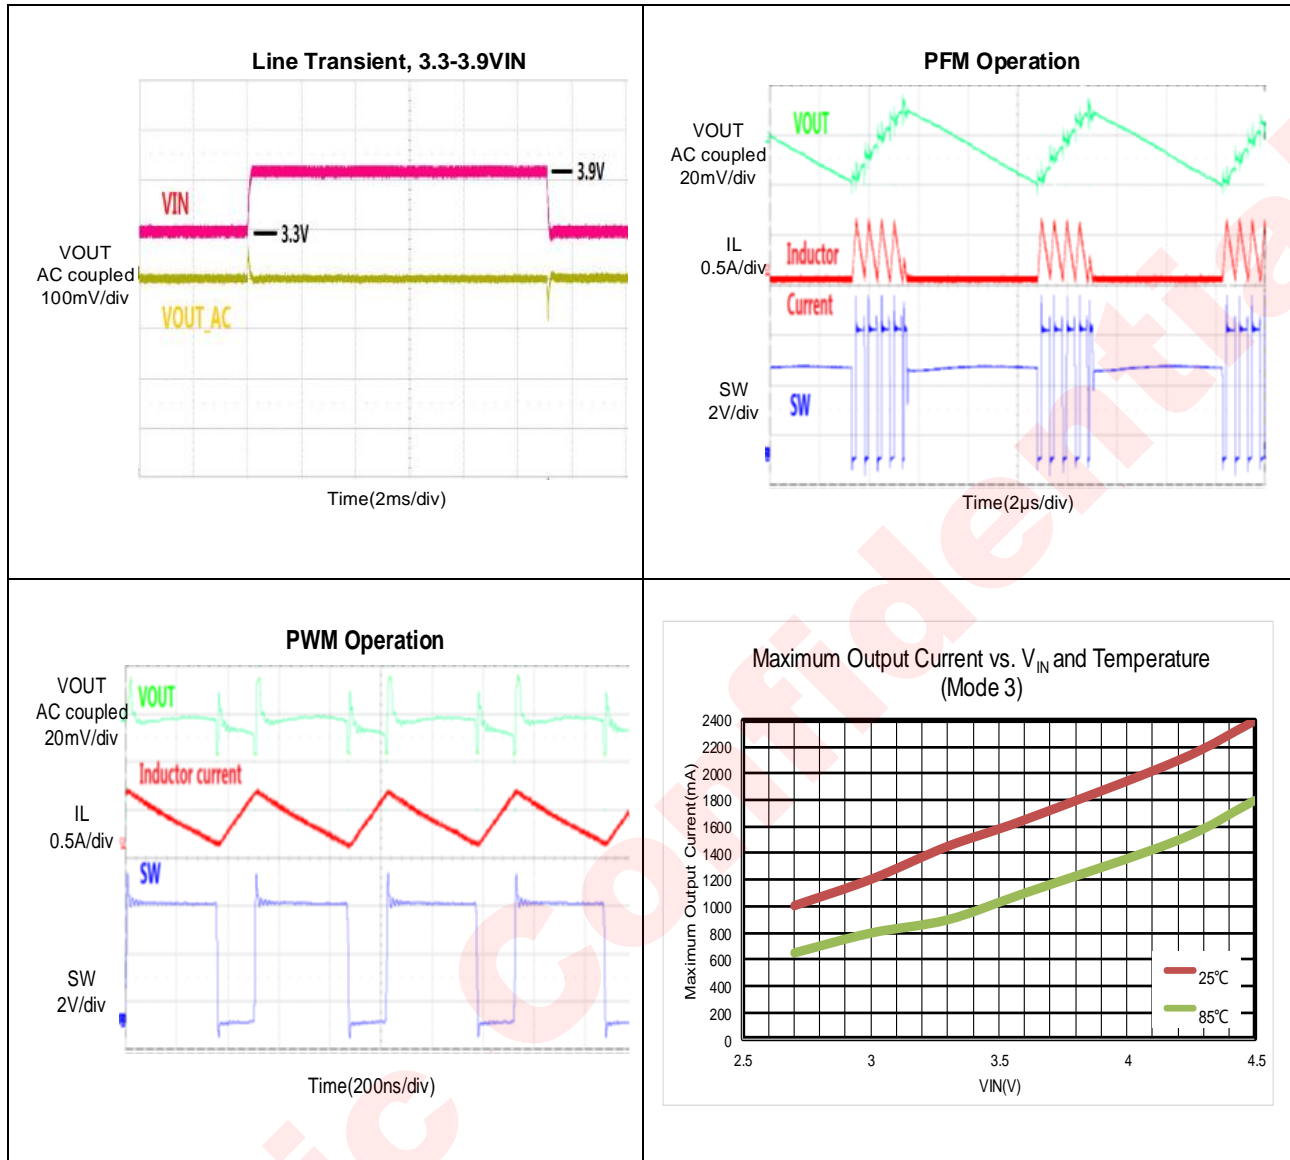 Line Transient, 3.3-3.9VIN
VOUT
AC coupled
100mV/div
VIN
3.9V
3.3V
VOUT_AC
Time(2ms/div)
PFM Operation
VOUT
AC coupled
20mV/div
VOUT
IL
0.5A/div
Inductor
Current
SW
2V/div
SW
Time(2μs/div)
PWM Operation
VOUT
AC coupled
20mV/div
VOUT
Inductor current
IL
0.5A/div
SW
SW
2V/div
Time(200ns/div)
Maximum Output Current vs. VIN and Temperature
(Mode 3)
Maximum Output Current(mA)
2400
2200
2000
1800
1600
1400
1200
1000
800
600
400
200
0
25℃
85℃
2.5 3 3.5 4 4.5
VIN(V)
ic Confidential